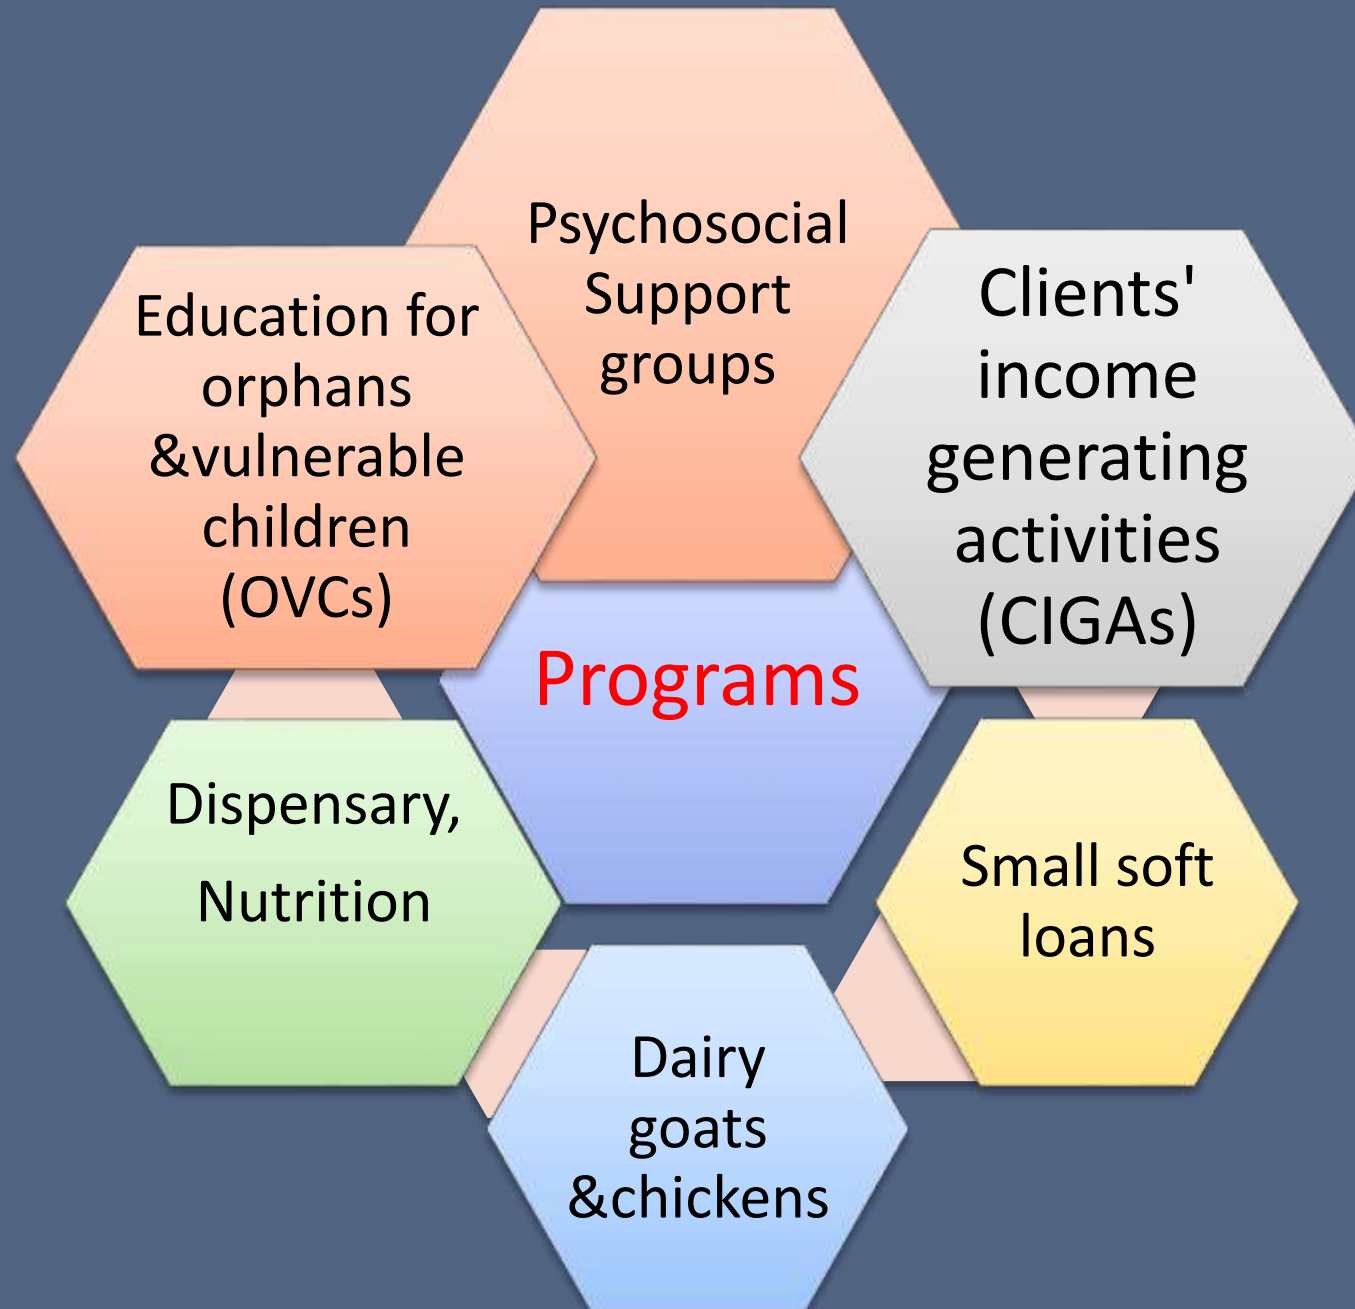 Psychosocial
Support
groups
Clients'
income
generating
activities
(CIGAs)
Small soft
loans
Dairy
goats
&chickens
Dispensary,
Nutrition
Education for
orphans
&vulnerable
children
(OVCs)
Programs